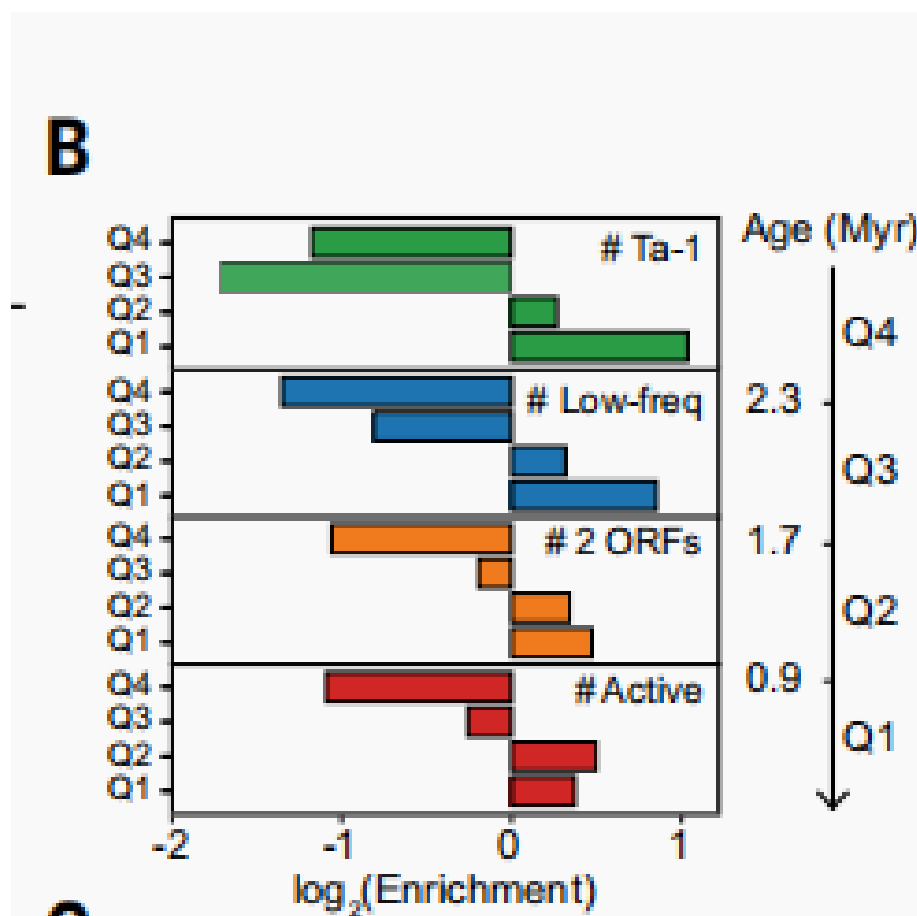 B
Age (Myr)
# Ta-1
Q4
Q3
Q2
Q1
# Low-freq
Q4
Q3
Q2
Q1
# 2 ORFs
Q4
Q3
Q2
Q1
# Active
Q4
Q3
Q2
Q1
-2 -1 0 1
log2(Enrichment)
Q4
2.3
Q3
1.7
Q2
0.9
Q1